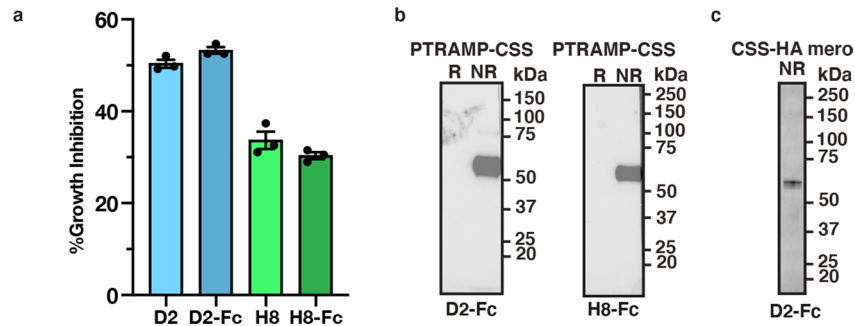 a
60
40
20
0
%Growth Inhibition
D2 D2-Fc H8 H8-Fc
b
PTRAMP-CSS
R NR kDa
150
100
75
50
37
25
20
D2-Fc
PTRAMP-CSS
R NR kDa
250
150
100
75
50
37
25
20
H8-Fc
c
CSS-HA mero
NR kDa
250
150
100
75
50
37
25
20
D2-Fc